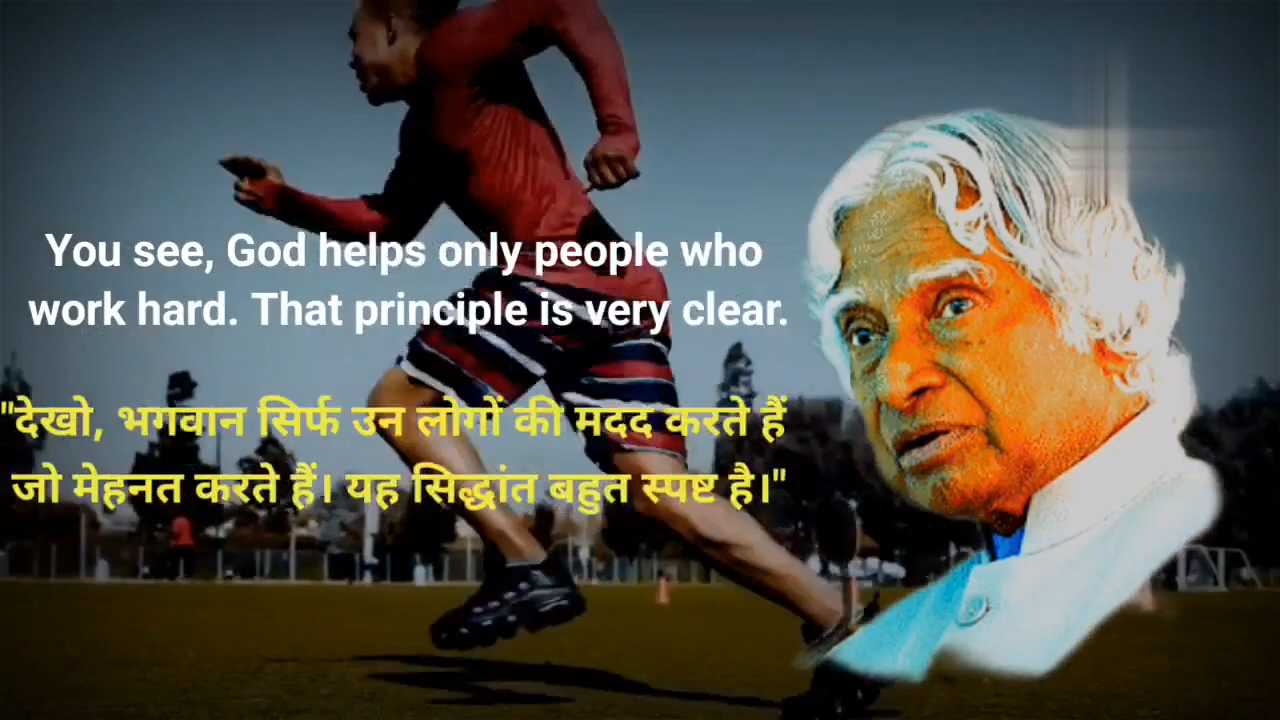 You see, God helps only people who
work hard. That principle is very clear.
"देखो, भगवान सिर्फ उन लोगों की मदद करते हैं
जो मेहनत करते हैं। यह सिद्धांत बहुत स्पष्ट है।"